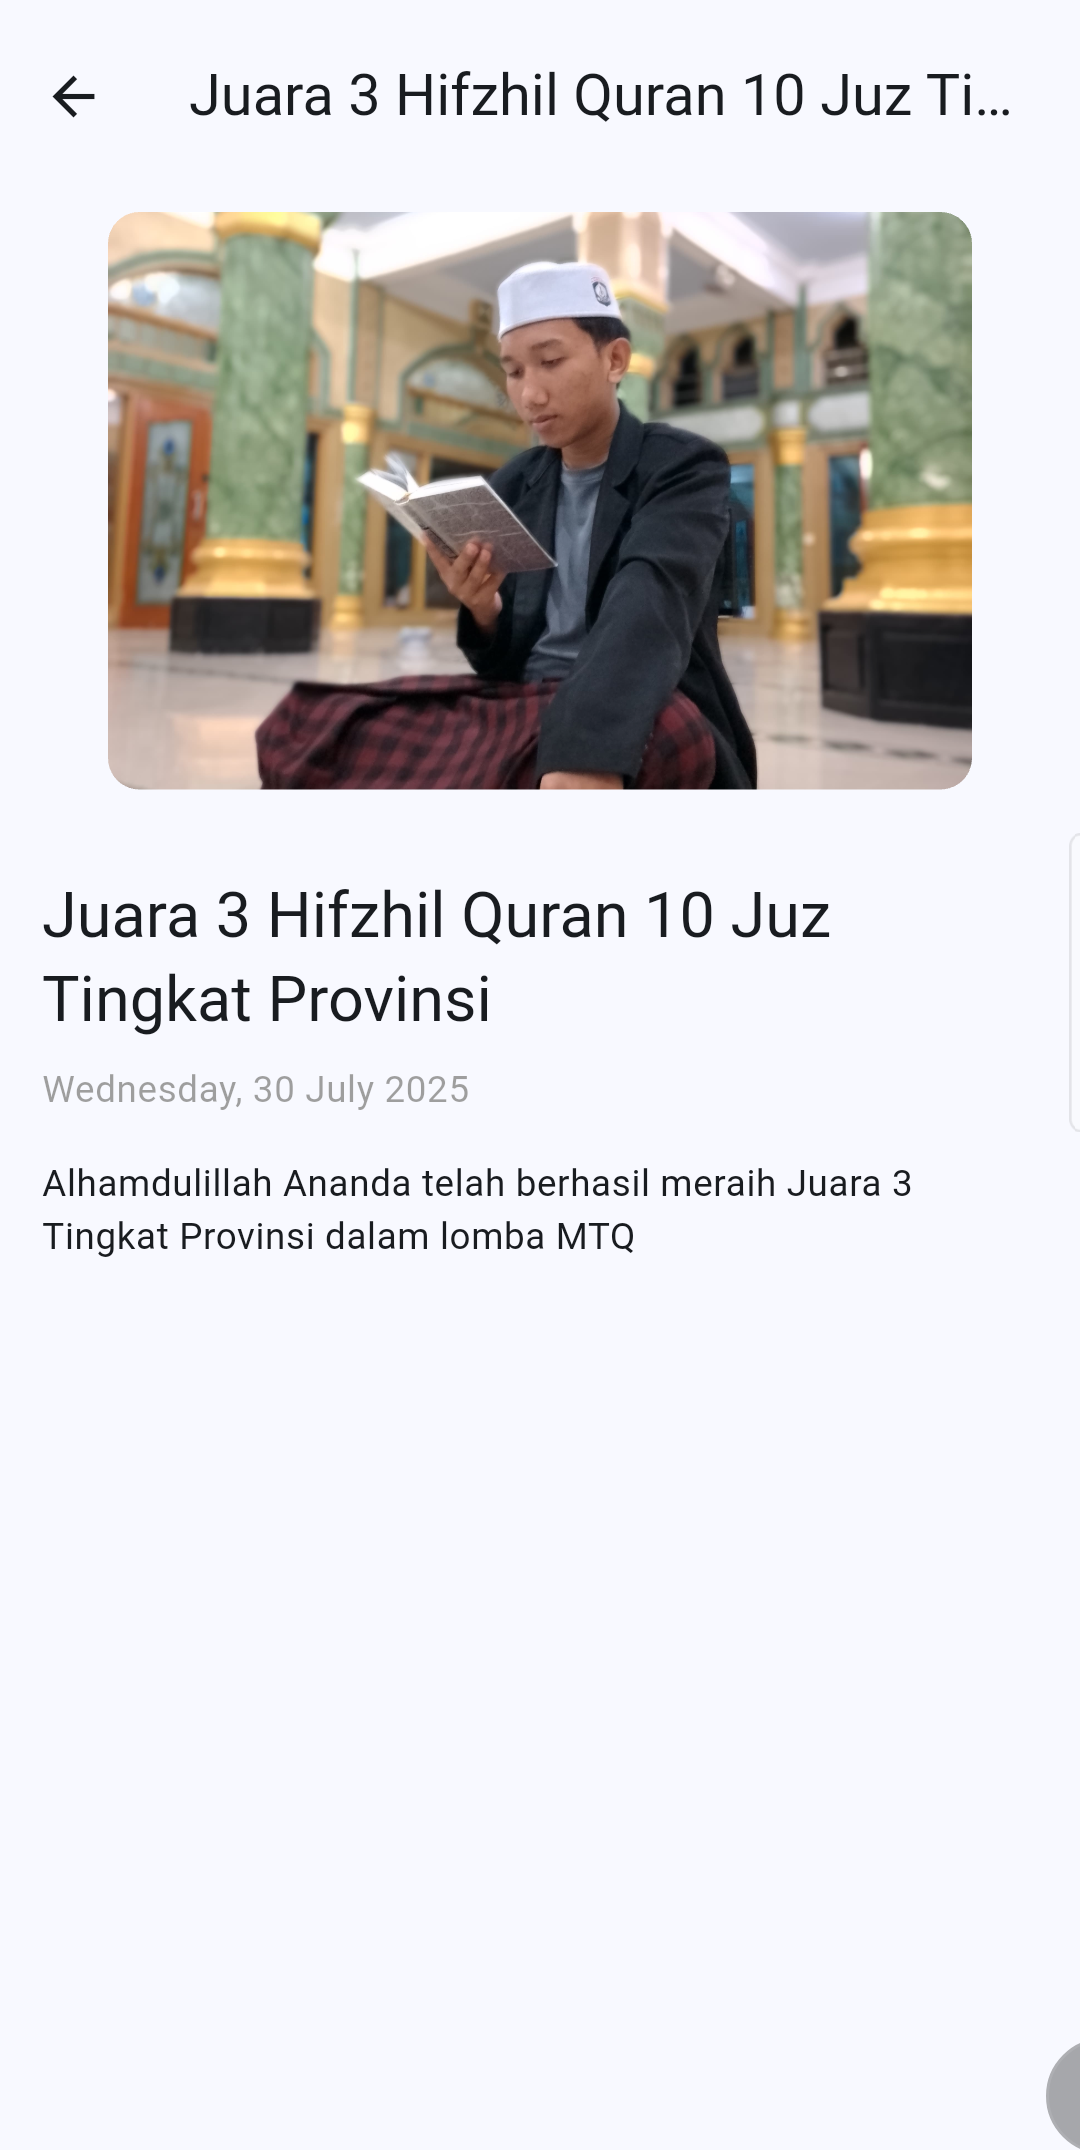 Juara 3 Hifzhil Quran 10 Juz Ti...
Juara 3 Hifzhil Quran 10 Juz
Tingkat Provinsi
Wednesday, 30 July 2025
Alhamdulillah Ananda telah berhasil meraih Juara 3
Tingkat Provinsi dalam lomba MTQ